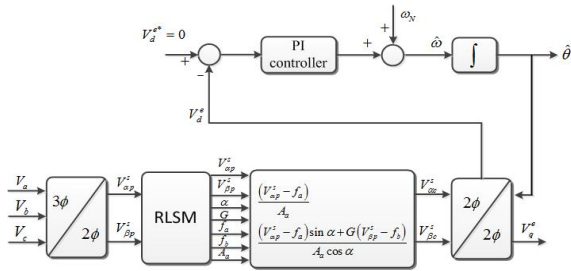 V_d^{e*} = 0
+
−
PI
controller
+
+
ω_N
ω̂
∫
θ̂
V_d^e
V_a
V_b
V_c
3ϕ
2ϕ
V_{αp}^s
V_{βp}^s
RLSM
V_{αp}^s
V_{βp}^s
α
G
f_a
f_b
A_a
(V_{αp}^s − f_a)
A_a
(V_{αp}^s − f_a) sin α + G(V_{βp}^s − f_b)
A_a cos α
V_{αc}^s
V_{βc}^s
2ϕ
2ϕ
V_q^e